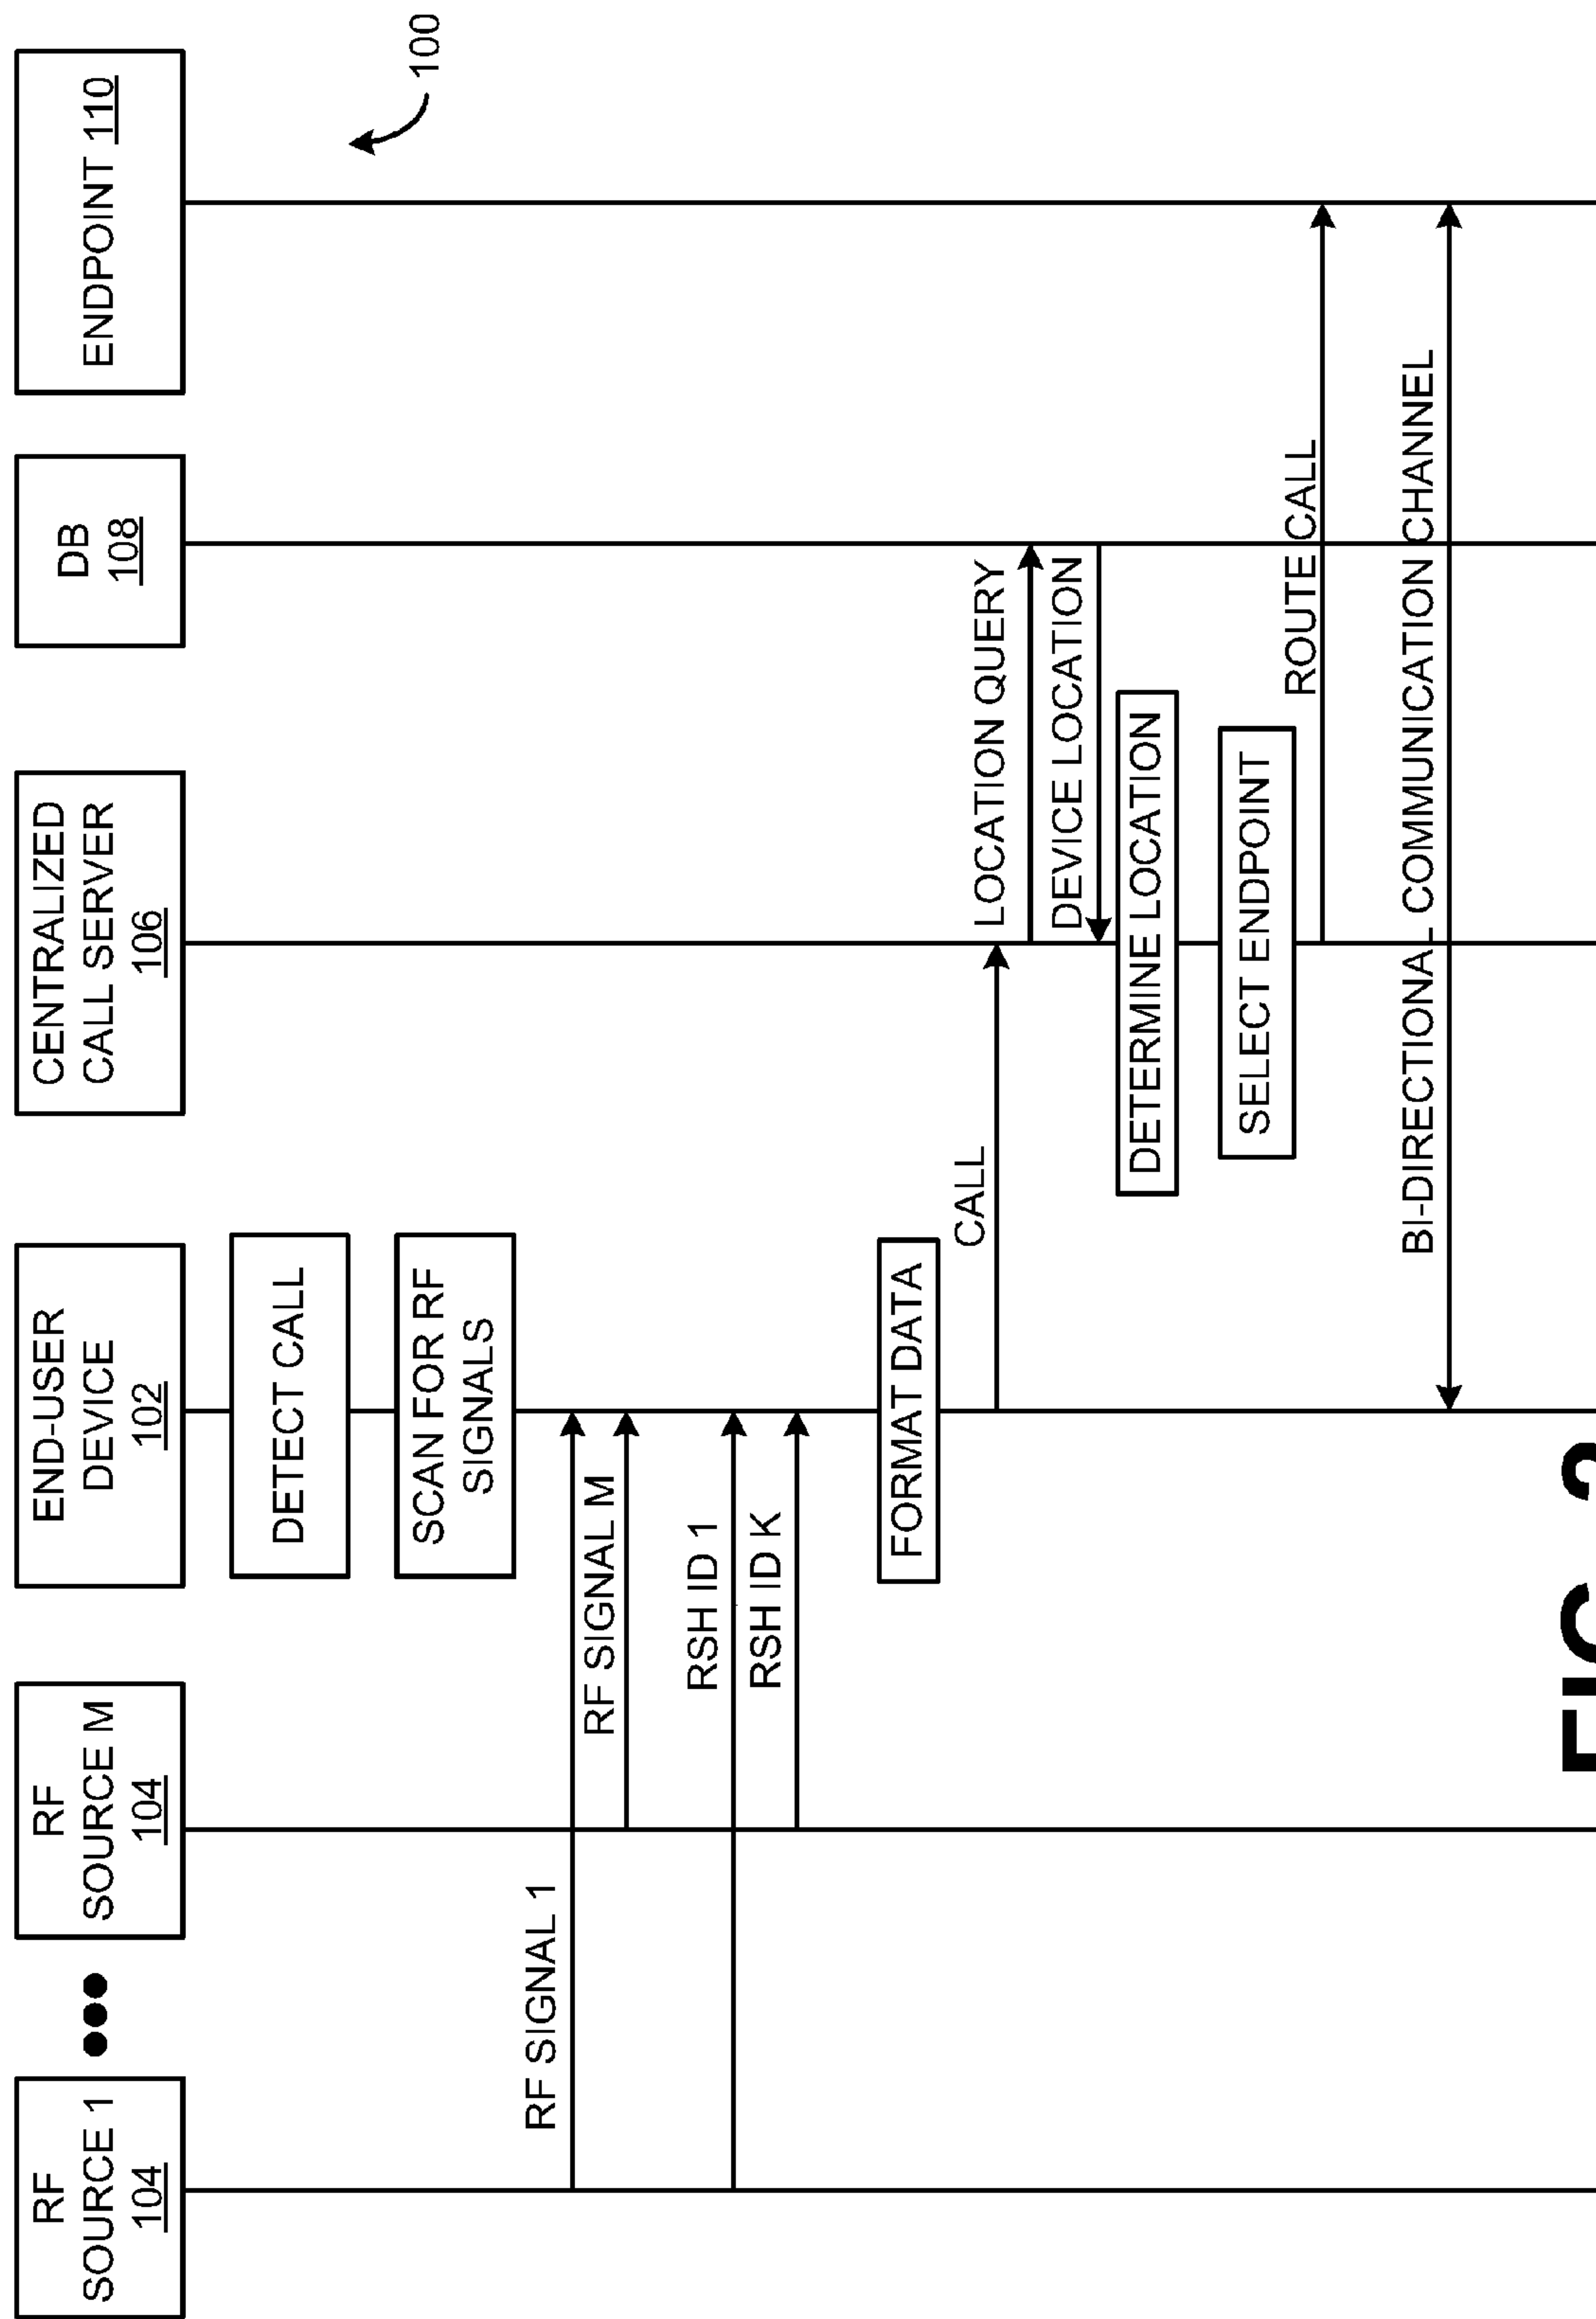 RF
SOURCE 1
104
RF
SOURCE M
104
END-USER
DEVICE
102
CENTRALIZED
CALL SERVER
106
DB
108
ENDPOINT 110
100
DETECT CALL
SCAN FOR RF
SIGNALS
RF SIGNAL 1
RF SIGNAL M
RSH ID 1
RSH ID K
FORMAT DATA
CALL
LOCATION QUERY
DEVICE LOCATION
DETERMINE LOCATION
SELECT ENDPOINT
ROUTE CALL
BI-DIRECTIONAL COMMUNICATION CHANNEL